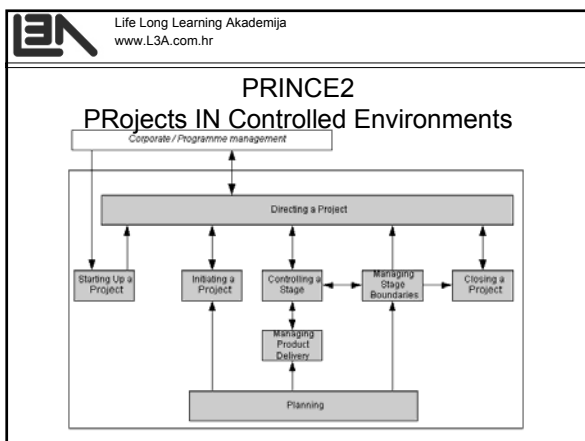 L3A
Life Long Learning Akademija
www.L3A.com.hr
PRINCE2
PRojects IN Controlled Environments
Corporate / Programme management
Directing a Project
Starting Up a
Project
Initiating a
Project
Controlling a
Stage
Managing
Stage
Boundaries
Closing a
Project
Managing
Product
Delivery
Planning